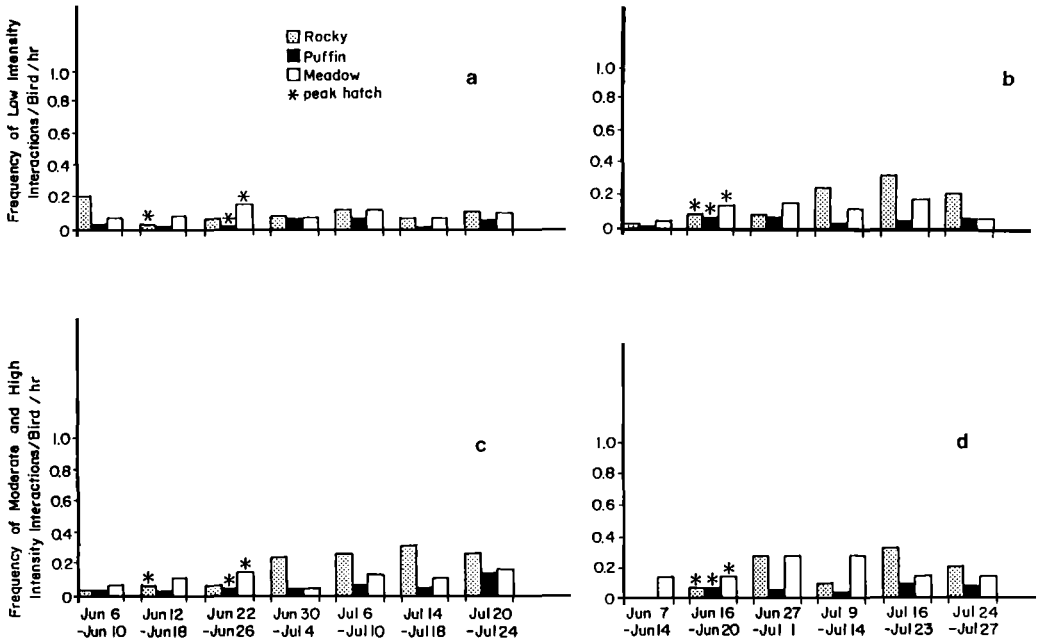 Frequency of Low Intensity
Interactions/Bird/hr
1.0
0.8
0.6
0.4
0.2
0
Rocky
Puffin
Meadow
* peak hatch
a
*
*
*
1.0
0.8
0.6
0.4
0.2
0
b
* * *
Frequency of Moderate and High
Intensity Interactions/Bird/hr
1.0
0.8
0.6
0.4
0.2
0
c
*
*
*
Jun 6
-Jun 10
Jun 12
-Jun 18
Jun 22
-Jun 26
Jun 30
-Jul 4
Jul 6
-Jul 10
Jul 14
-Jul 18
Jul 20
-Jul 24
1.0
0.8
0.6
0.4
0.2
0
d
* * *
Jun 7
-Jun 14
Jun 16
-Jun 20
Jun 27
-Jul 1
Jul 9
-Jul 14
Jul 16
-Jul 23
Jul 24
-Jul 27